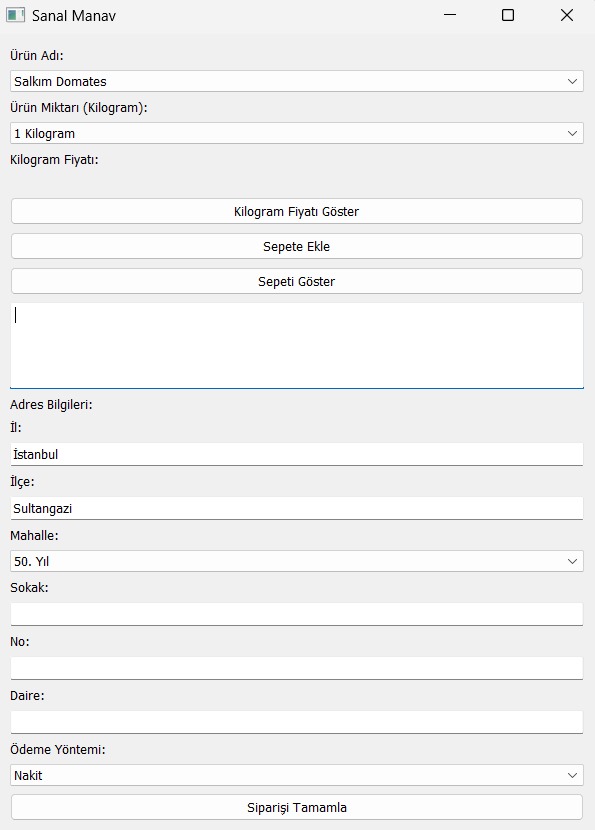 Sanal Manav
Ürün Adı:
Salkım Domates
Ürün Miktarı (Kilogram):
1 Kilogram
Kilogram Fiyatı:
Kilogram Fiyatı Göster
Sepete Ekle
Sepeti Göster
Adres Bilgileri:
İl:
İstanbul
İlçe:
Sultangazi
Mahalle:
50. Yıl
Sokak:
No:
Daire:
Ödeme Yöntemi:
Nakit
Siparişi Tamamla